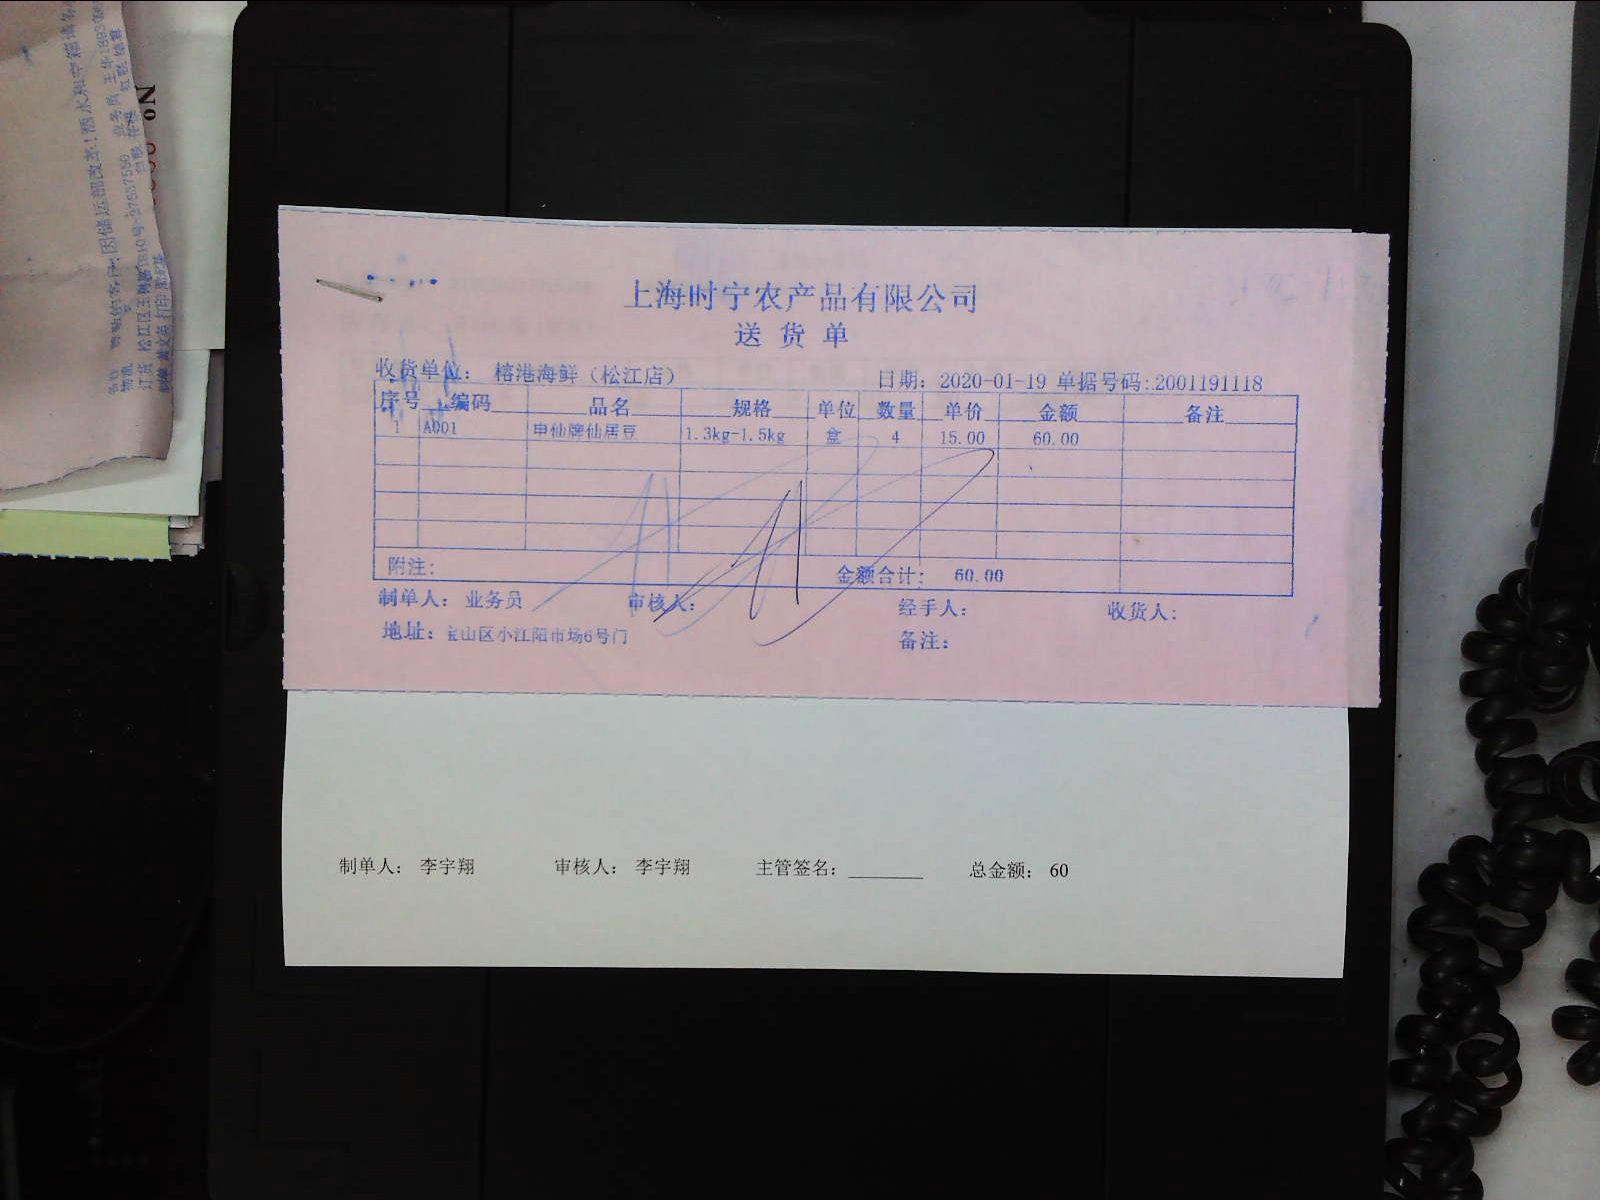 上海时宁农产品有限公司
送货单
收货单位： 榕港海鲜（松江店） 日期：2020-01-19 单据号码:2001191118
序号 编码 品名 规格 单位 数量 单价 金额 备注
1 A001 申仙牌仙居豆 1.3kg-1.5kg 盒 4 15.00 60.00
附注： 金额合计： 60.00
制单人： 业务员 审核人： 经手人： 收货人：
地址：宝山区小江阳市场6号门 备注：
制单人： 李宇翔 审核人： 李宇翔 主管签名：________ 总金额： 60
№